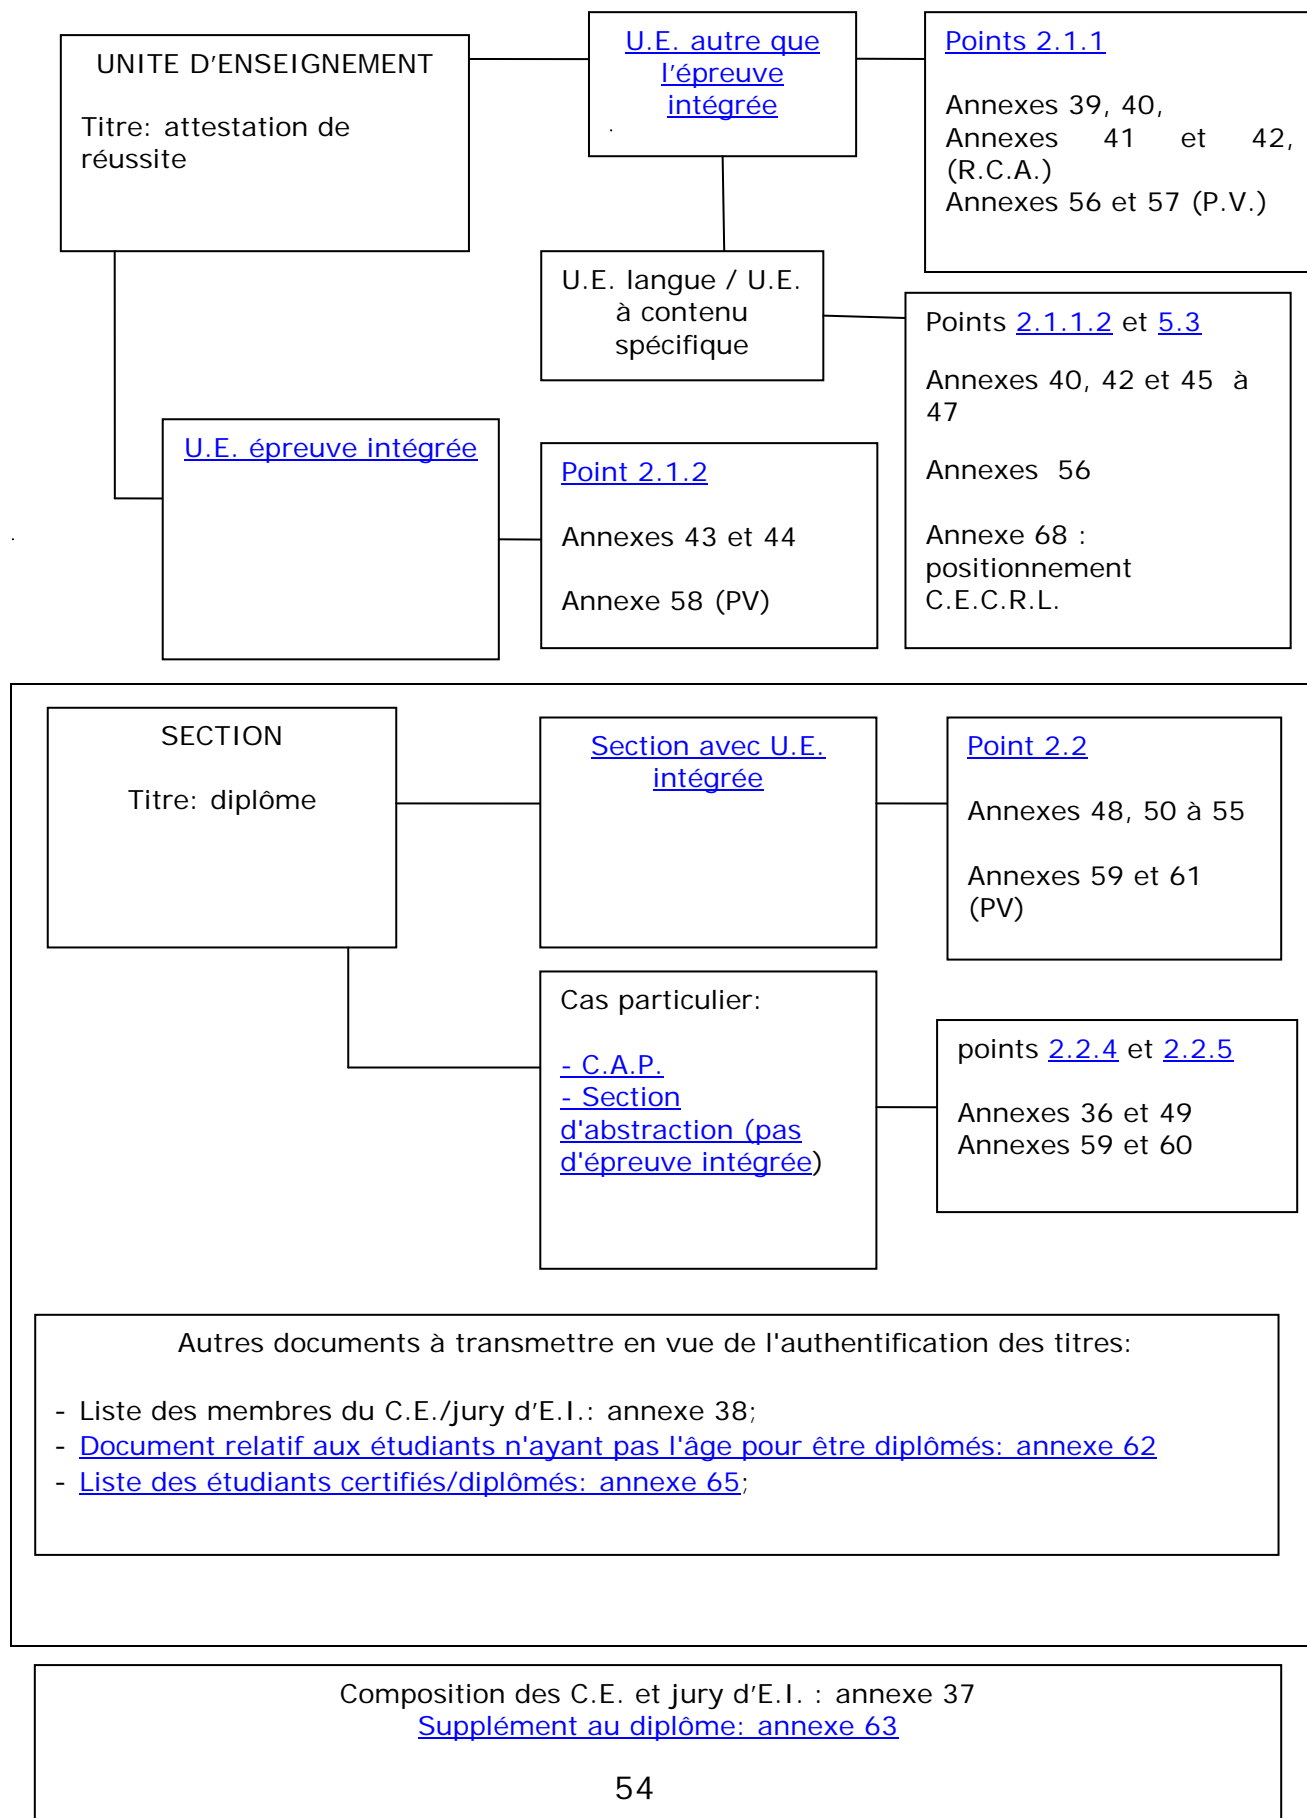 UNITE D'ENSEIGNEMENT
Titre: attestation de
réussite
U.E. autre que
l'épreuve
intégrée
Points 2.1.1
Annexes 39, 40,
Annexes 41 et 42,
(R.C.A.)
Annexes 56 et 57 (P.V.)
U.E. langue / U.E.
à contenu
spécifique
Points 2.1.1.2 et 5.3
Annexes 40, 42 et 45 à
47
Annexes 56
Annexe 68 :
positionnement
C.E.C.R.L.
U.E. épreuve intégrée
Point 2.1.2
Annexes 43 et 44
Annexe 58 (PV)
SECTION
Titre: diplôme
Section avec U.E.
intégrée
Point 2.2
Annexes 48, 50 à 55
Annexes 59 et 61
(PV)
Cas particulier:
- C.A.P.
- Section
d'abstraction (pas
d'épreuve intégrée)
points 2.2.4 et 2.2.5
Annexes 36 et 49
Annexes 59 et 60
Autres documents à transmettre en vue de l'authentification des titres:
- Liste des membres du C.E./jury d'E.I.: annexe 38;
- Document relatif aux étudiants n'ayant pas l'âge pour être diplômés: annexe 62
- Liste des étudiants certifiés/diplômés: annexe 65;
Composition des C.E. et jury d'E.I. : annexe 37
Supplément au diplôme: annexe 63
54